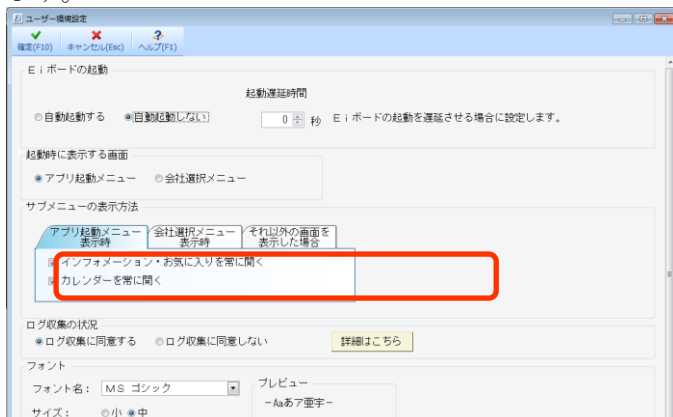 ユーザー環境設定
確定(F10) キャンセル(Esc) ヘルプ(F1)
Eiボードの起動
起動遅延時間
自動起動する 自動起動しない 0 秒 Eiボードの起動を遅延させる場合に設定します。
起動時に表示する画面
アプリ起動メニュー 会社選択メニュー
サブメニューの表示方法
アプリ起動メニュー 会社選択メニュー それ以外の画面を
表示時 表示時 表示した場合
インフォメーション・お気に入りを常に開く
カレンダーを常に開く
ログ収集の状況
ログ収集に同意する ログ収集に同意しない 詳細はこちら
フォント
フォント名: MS ゴシック プレビュー
サイズ: 小 中 -Aaあア亜宇-